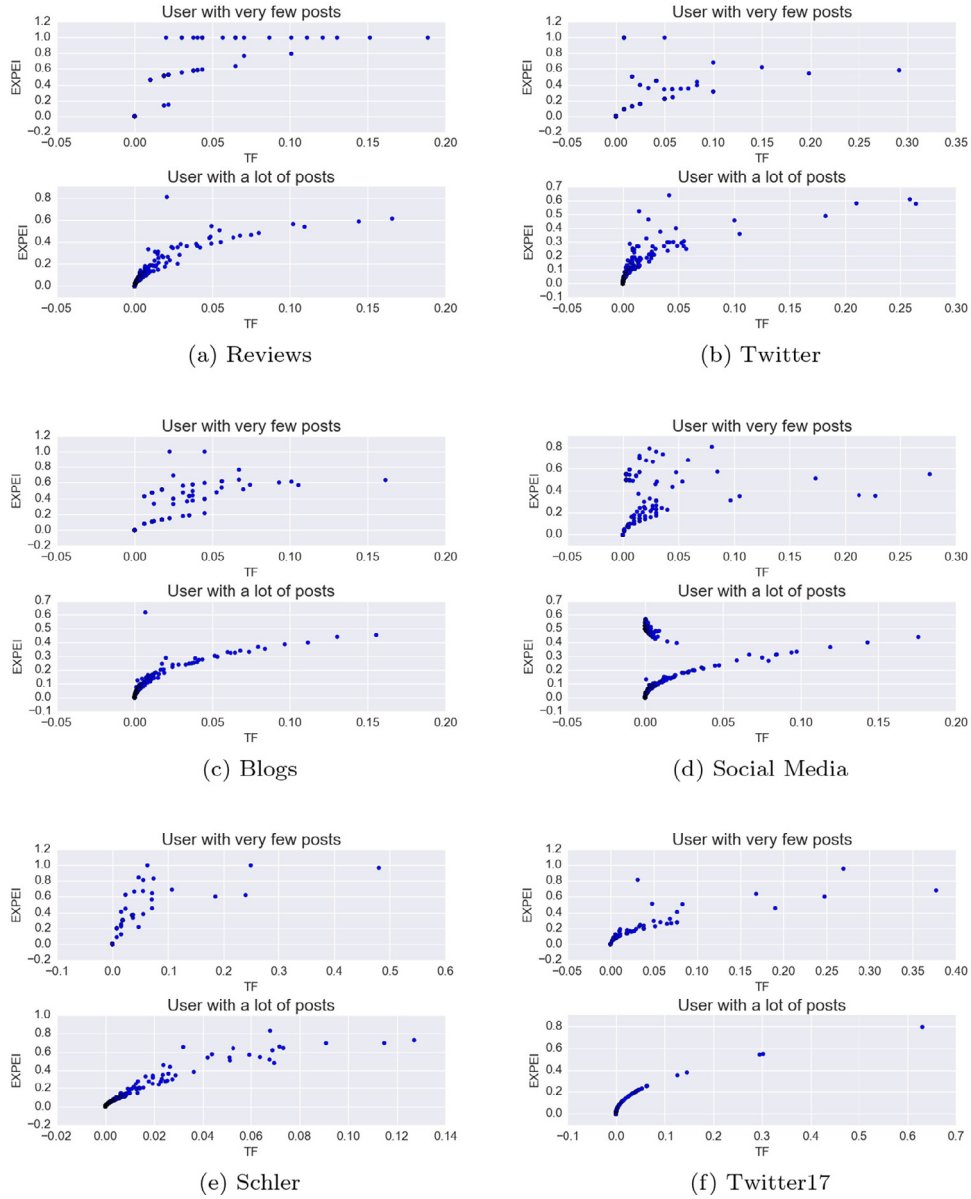 User with very few posts
1.2
1.0
0.8
0.6
0.4
0.2
0.0
−0.2
EXPEI
−0.05 0.00 0.05 0.10 0.15 0.20
TF
User with a lot of posts
0.8
0.6
0.4
0.2
0.0
EXPEI
−0.05 0.00 0.05 0.10 0.15 0.20
TF
(a) Reviews
User with very few posts
1.2
1.0
0.8
0.6
0.4
0.2
0.0
−0.2
EXPEI
−0.05 0.00 0.05 0.10 0.15 0.20 0.25 0.30 0.35
TF
User with a lot of posts
0.7
0.6
0.5
0.4
0.3
0.2
0.1
0.0
−0.1
EXPEI
−0.05 0.00 0.05 0.10 0.15 0.20 0.25 0.30
TF
(b) Twitter
User with very few posts
1.2
1.0
0.8
0.6
0.4
0.2
0.0
−0.2
EXPEI
−0.05 0.00 0.05 0.10 0.15 0.20
TF
User with a lot of posts
0.7
0.6
0.5
0.4
0.3
0.2
0.1
0.0
−0.1
EXPEI
−0.05 0.00 0.05 0.10 0.15 0.20
TF
(c) Blogs
User with very few posts
0.8
0.6
0.4
0.2
0.0
EXPEI
−0.05 0.00 0.05 0.10 0.15 0.20 0.25 0.30
TF
User with a lot of posts
0.7
0.6
0.5
0.4
0.3
0.2
0.1
0.0
−0.1
EXPEI
−0.05 0.00 0.05 0.10 0.15 0.20
TF
(d) Social Media
User with very few posts
1.2
1.0
0.8
0.6
0.4
0.2
0.0
−0.2
EXPEI
−0.1 0.0 0.1 0.2 0.3 0.4 0.5 0.6
TF
User with a lot of posts
1.0
0.8
0.6
0.4
0.2
0.0
−0.2
EXPEI
−0.02 0.00 0.02 0.04 0.06 0.08 0.10 0.12 0.14
TF
(e) Schler
User with very few posts
1.2
1.0
0.8
0.6
0.4
0.2
0.0
−0.2
EXPEI
−0.05 0.00 0.05 0.10 0.15 0.20 0.25 0.30 0.35 0.40
TF
User with a lot of posts
0.8
0.6
0.4
0.2
0.0
EXPEI
−0.1 0.0 0.1 0.2 0.3 0.4 0.5 0.6 0.7
TF
(f) Twitter17